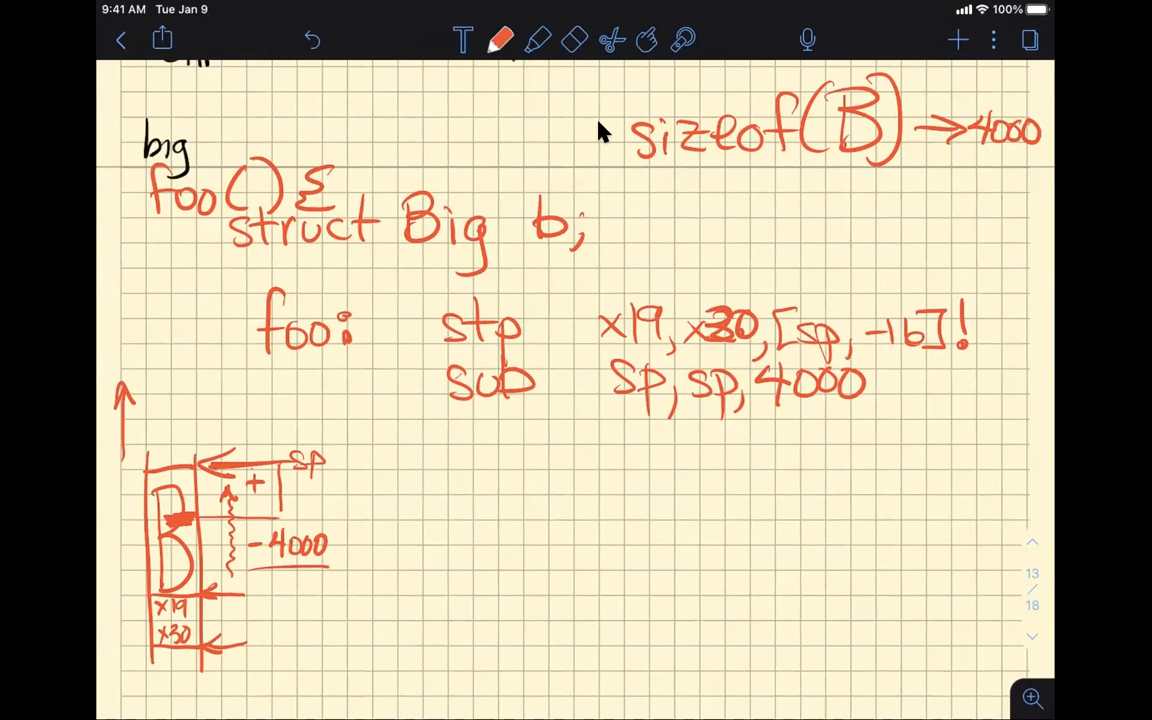 9:41 AM Tue Jan 9
100%
sizeof(B) → 4000
big
foo() {
struct Big b;
foo: stp x19, x30, [sp, -16]!
sub sp, sp, 4000
sp
+
B
-4000
x19
x30
13
/
18